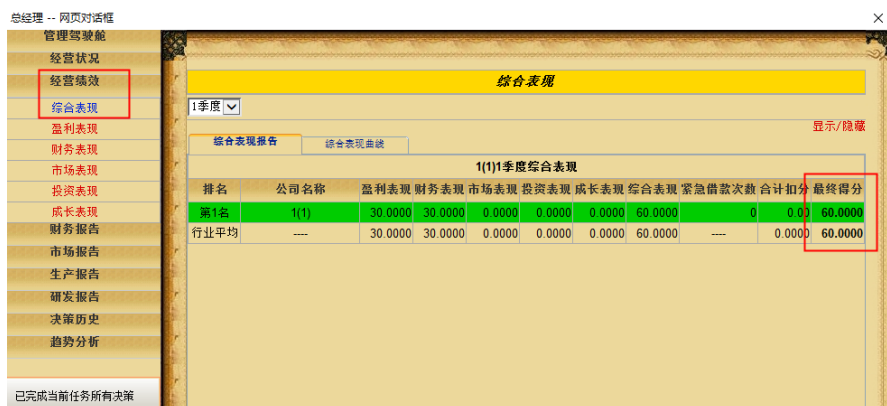 总经理 -- 网页对话框
管理驾驶舱
经营状况
经营绩效
综合表现
盈利表现
财务表现
市场表现
投资表现
成长表现
财务报告
市场报告
生产报告
研发报告
决策历史
趋势分析
已完成当前任务所有决策
综合表现
1季度
显示/隐藏
综合表现报告 综合表现曲线
1(1)1季度综合表现
排名 公司名称 盈利表现 财务表现 市场表现 投资表现 成长表现 综合表现 紧急借款次数 合计扣分 最终得分
第1名 1(1) 30.0000 30.0000 0.0000 0.0000 0.0000 60.0000 0 0.00 60.0000
行业平均 ---- 30.0000 30.0000 0.0000 0.0000 0.0000 60.0000 ---- 0.0000 60.0000